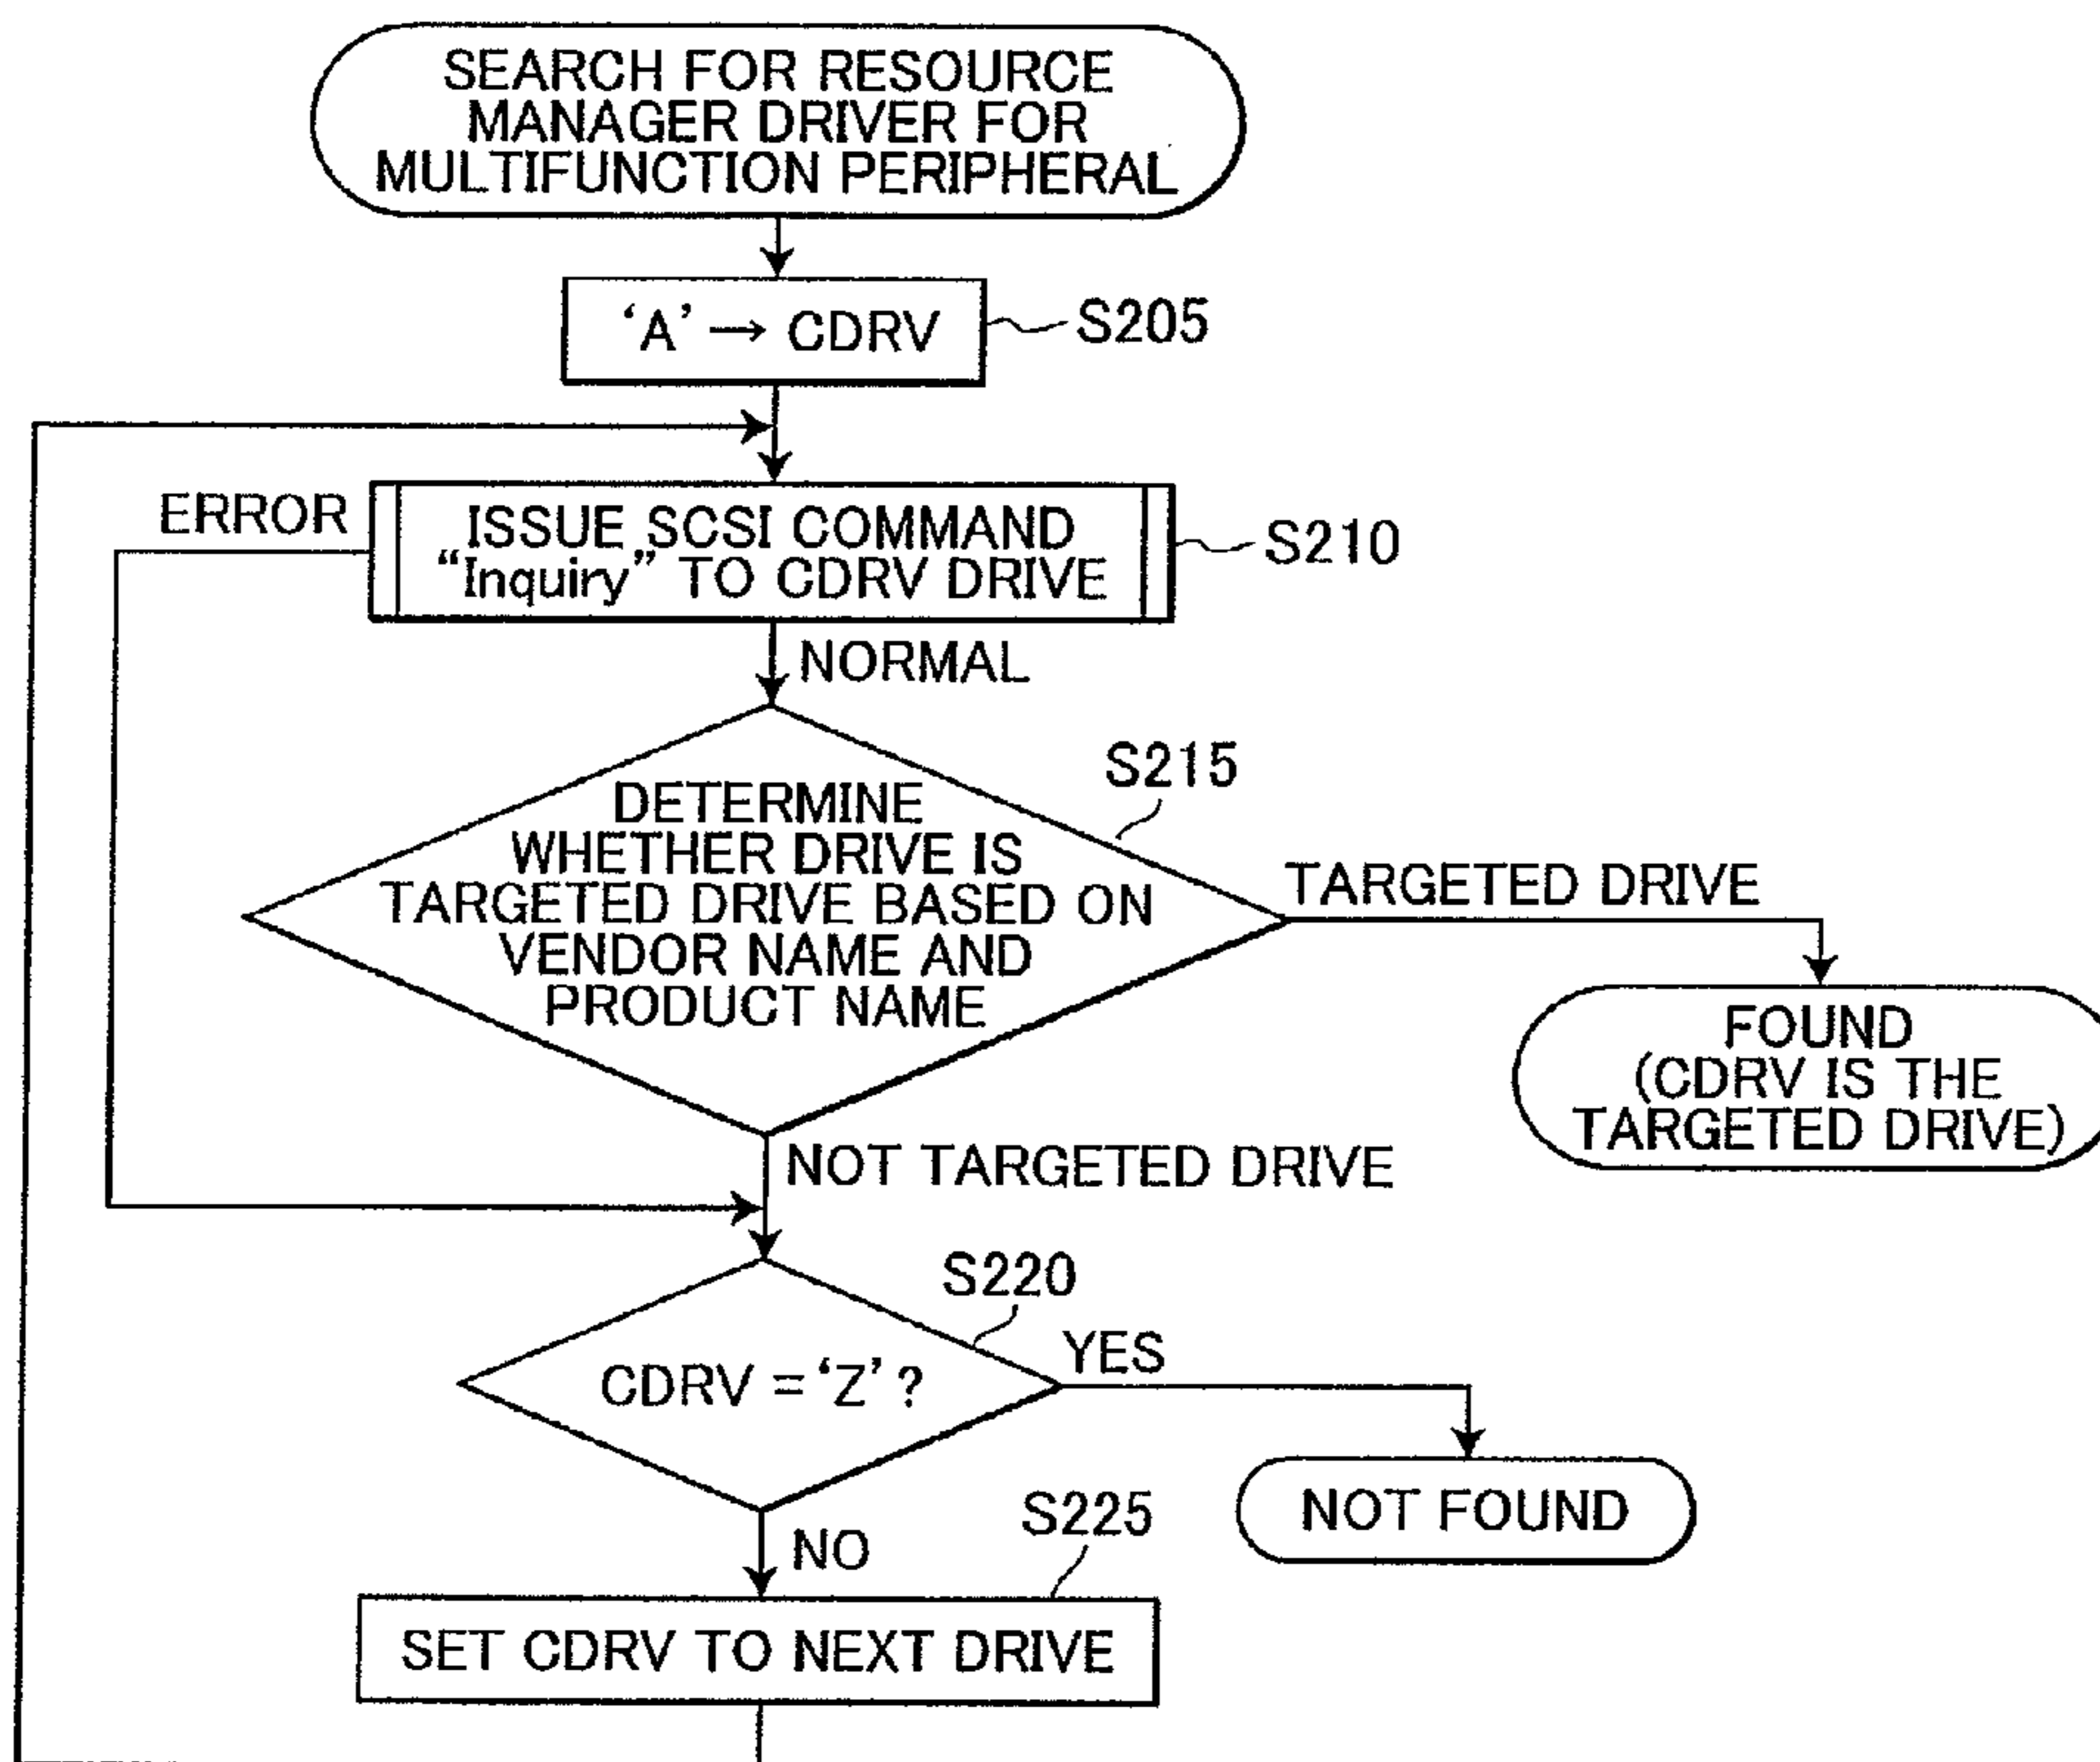 SEARCH FOR RESOURCE
MANAGER DRIVER FOR
MULTIFUNCTION PERIPHERAL
‘A’ → CDRV
S205
ERROR
ISSUE SCSI COMMAND
“Inquiry” TO CDRV DRIVE
S210
NORMAL
S215
DETERMINE
WHETHER DRIVE IS
TARGETED DRIVE BASED ON
VENDOR NAME AND
PRODUCT NAME
TARGETED DRIVE
FOUND
(CDRV IS THE
TARGETED DRIVE)
NOT TARGETED DRIVE
S220
CDRV = ‘Z’ ?
YES
NOT FOUND
NO
S225
SET CDRV TO NEXT DRIVE